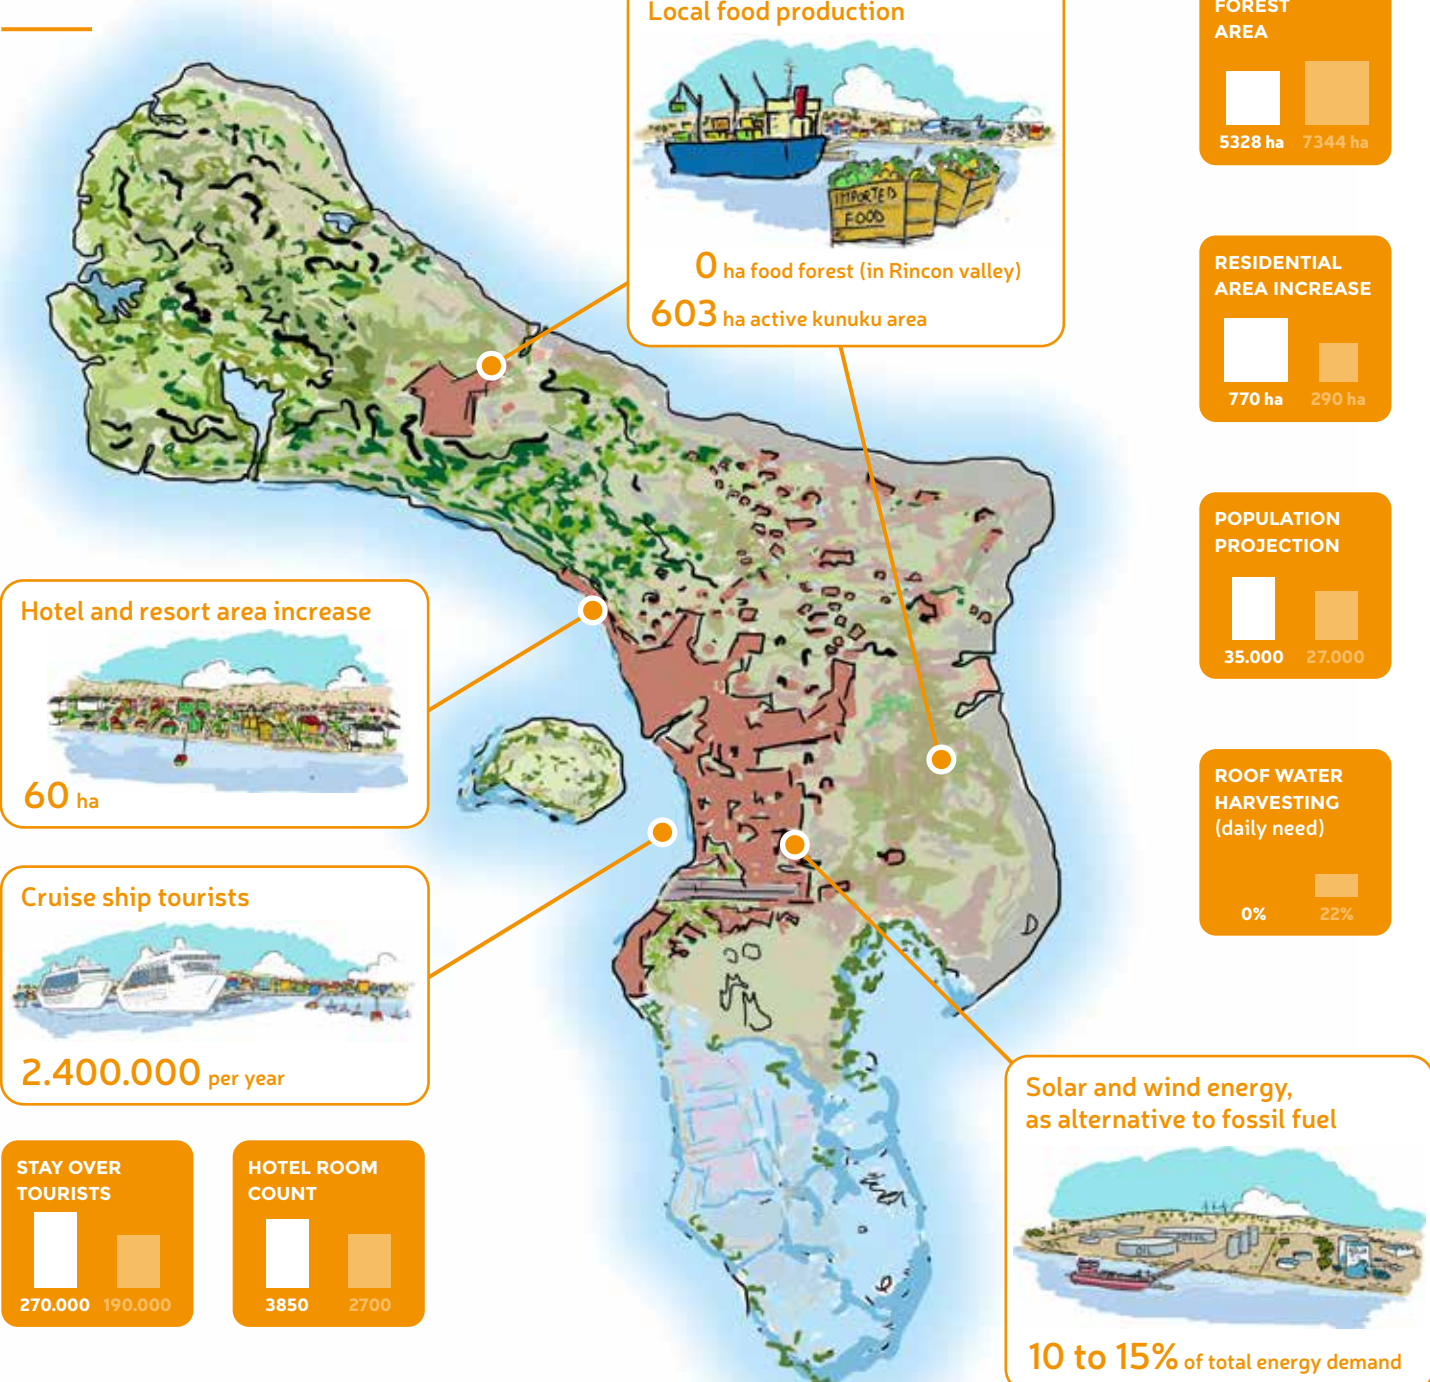 Local food production
IMPORTED
FOOD
0 ha food forest (in Rincon valley)
603 ha active kunuku area
FOREST
AREA
5328 ha 7344 ha
RESIDENTIAL
AREA INCREASE
770 ha 290 ha
POPULATION
PROJECTION
35.000 27.000
ROOF WATER
HARVESTING
(daily need)
0% 22%
Hotel and resort area increase
60 ha
Cruise ship tourists
2.400.000 per year
STAY OVER
TOURISTS
270.000 190.000
HOTEL ROOM
COUNT
3850 2700
Solar and wind energy,
as alternative to fossil fuel
OIL
10 to 15% of total energy demand